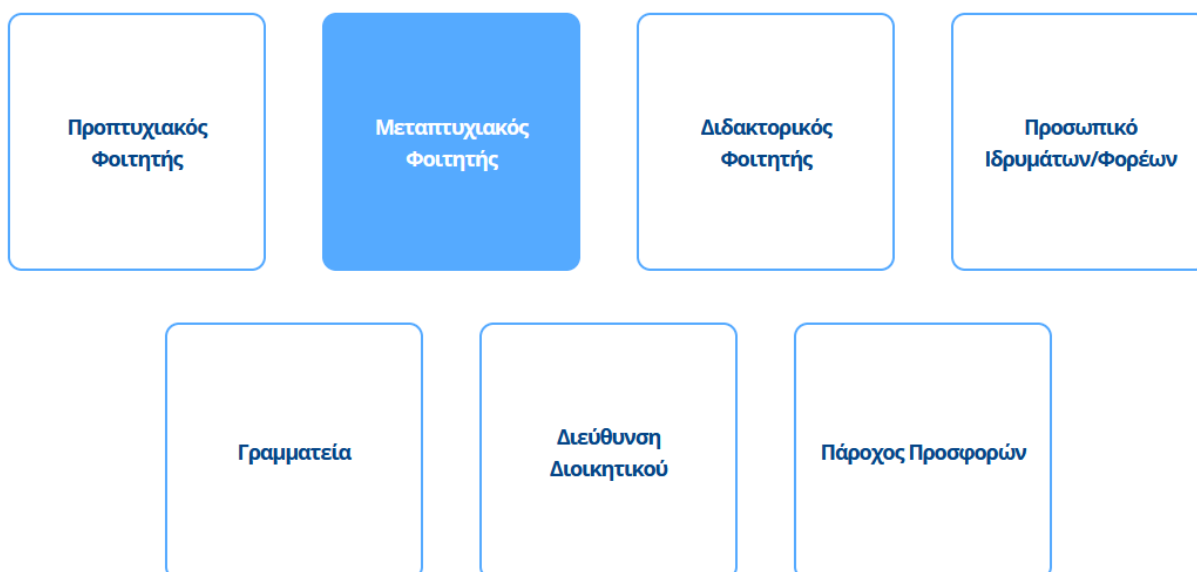 Προπτυχιακός
Φοιτητής
Μεταπτυχιακός
Φοιτητής
Διδακτορικός
Φοιτητής
Προσωπικό
Ιδρυμάτων/Φορέων
Γραμματεία
Διεύθυνση
Διοικητικού
Πάροχος Προσφορών